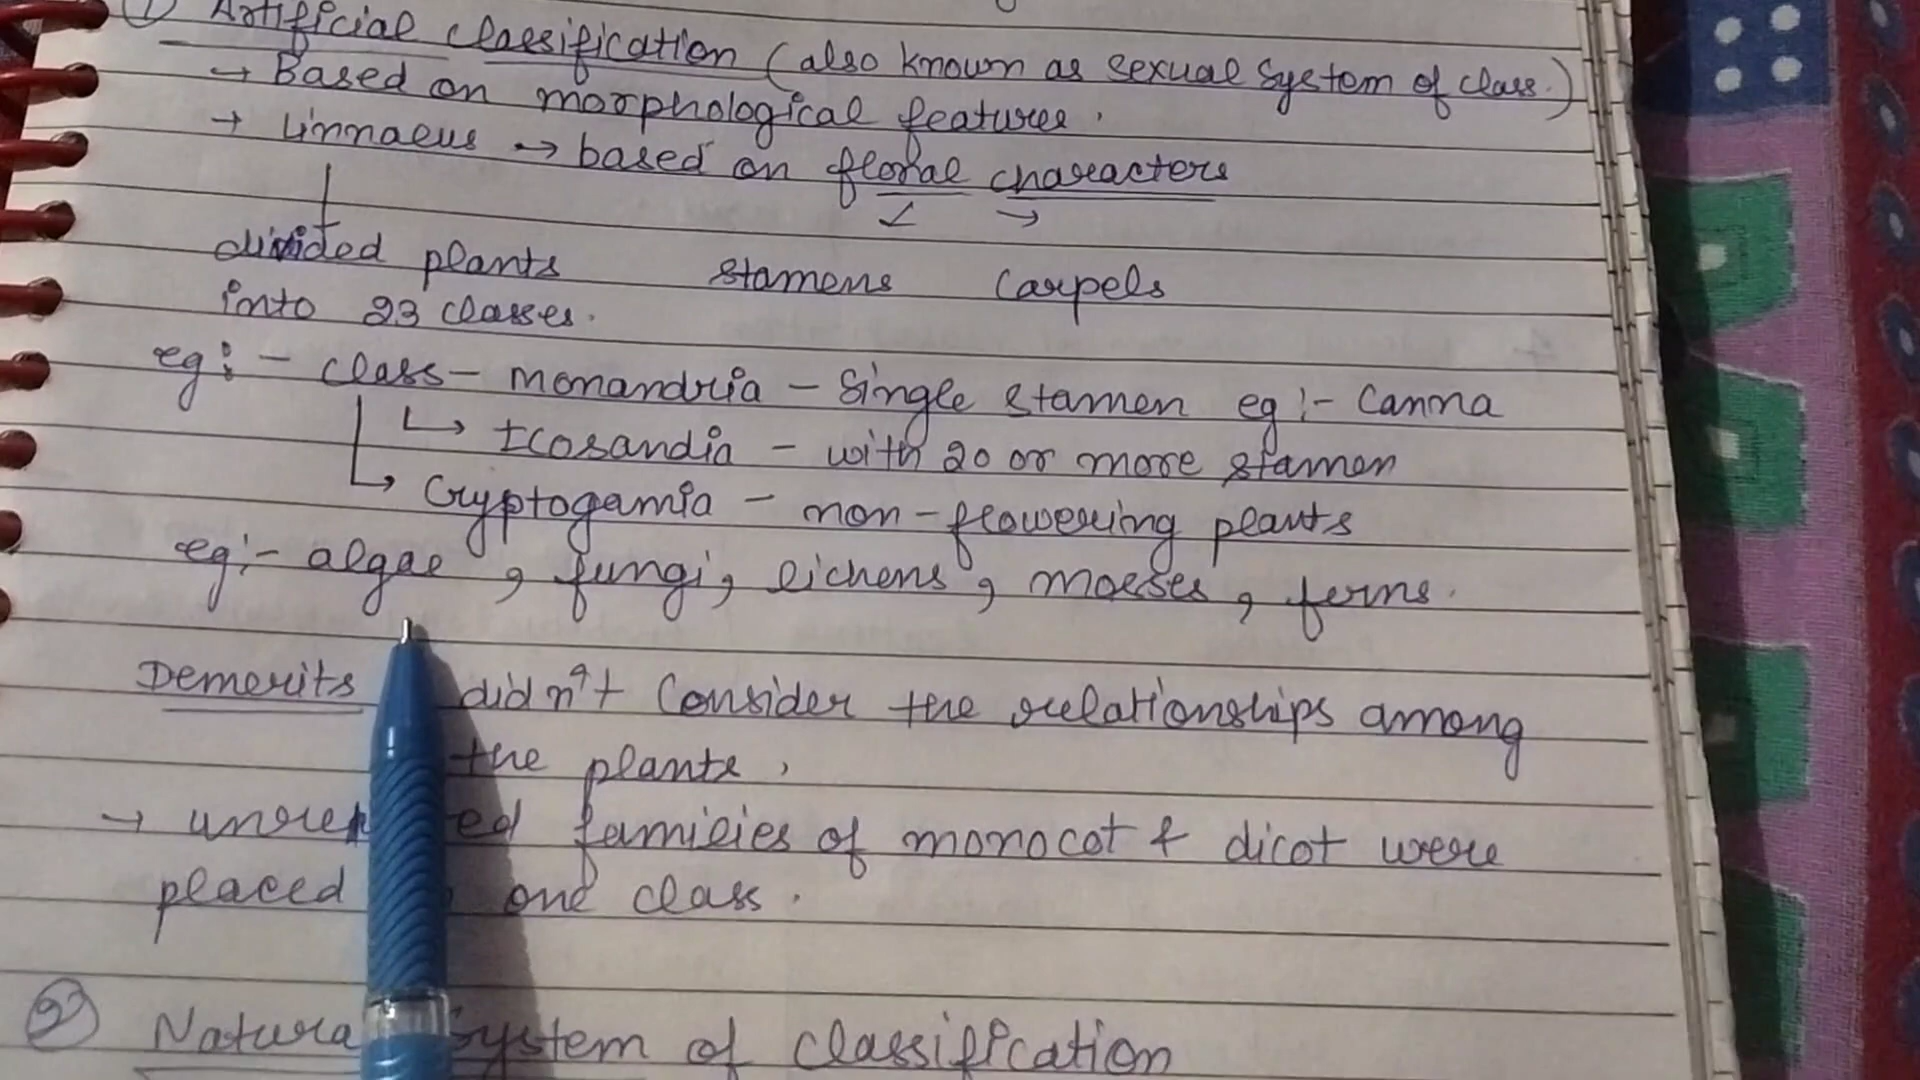 ① Artificial classification (also known as sexual system of class.)
→ Based on morphological features.
→ Linnaeus → based on floral characters
divided plants stamens carpels
into 23 classes.
eg:- class - monandria - single stamen eg:- Canna
↳ Icosandia - with 20 or more stamen
↳ Cryptogamia - non-flowering plants
eg:- algae, fungi, lichens, mosses, ferns.
Demerits didn't consider the relationships among
the plants,
→ families of monocot & dicot were
placed one class.
② System of classification